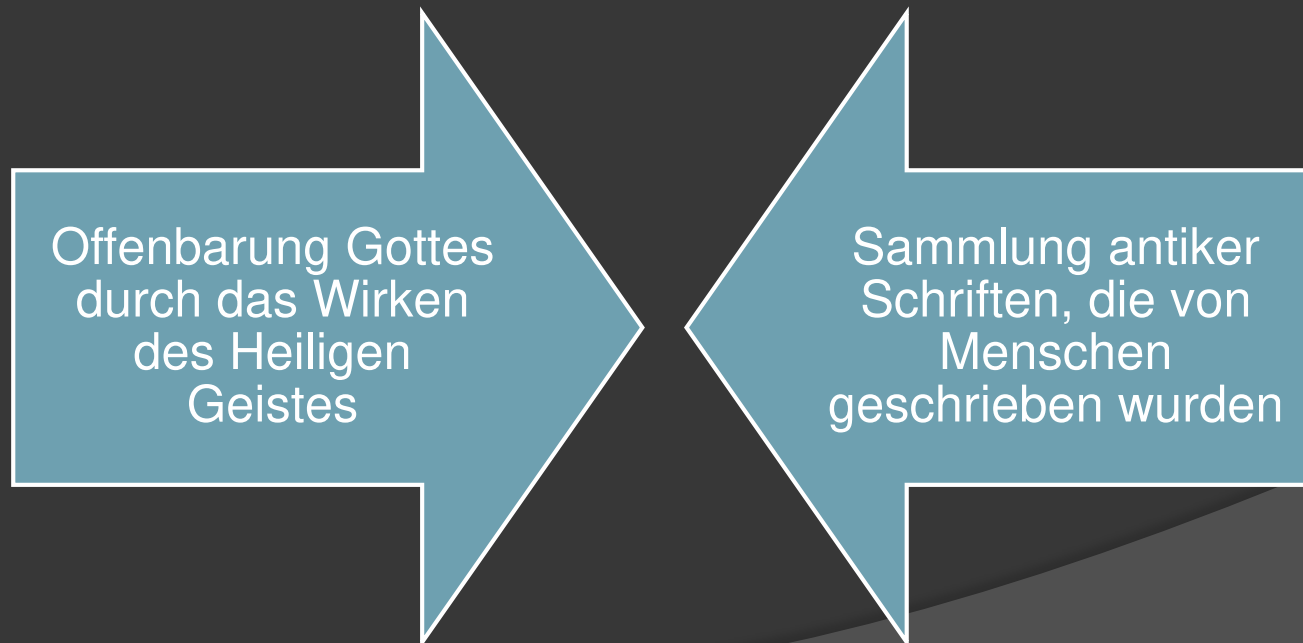 Offenbarung Gottes
durch das Wirken
des Heiligen
Geistes
Sammlung antiker
Schriften, die von
Menschen
geschrieben wurden